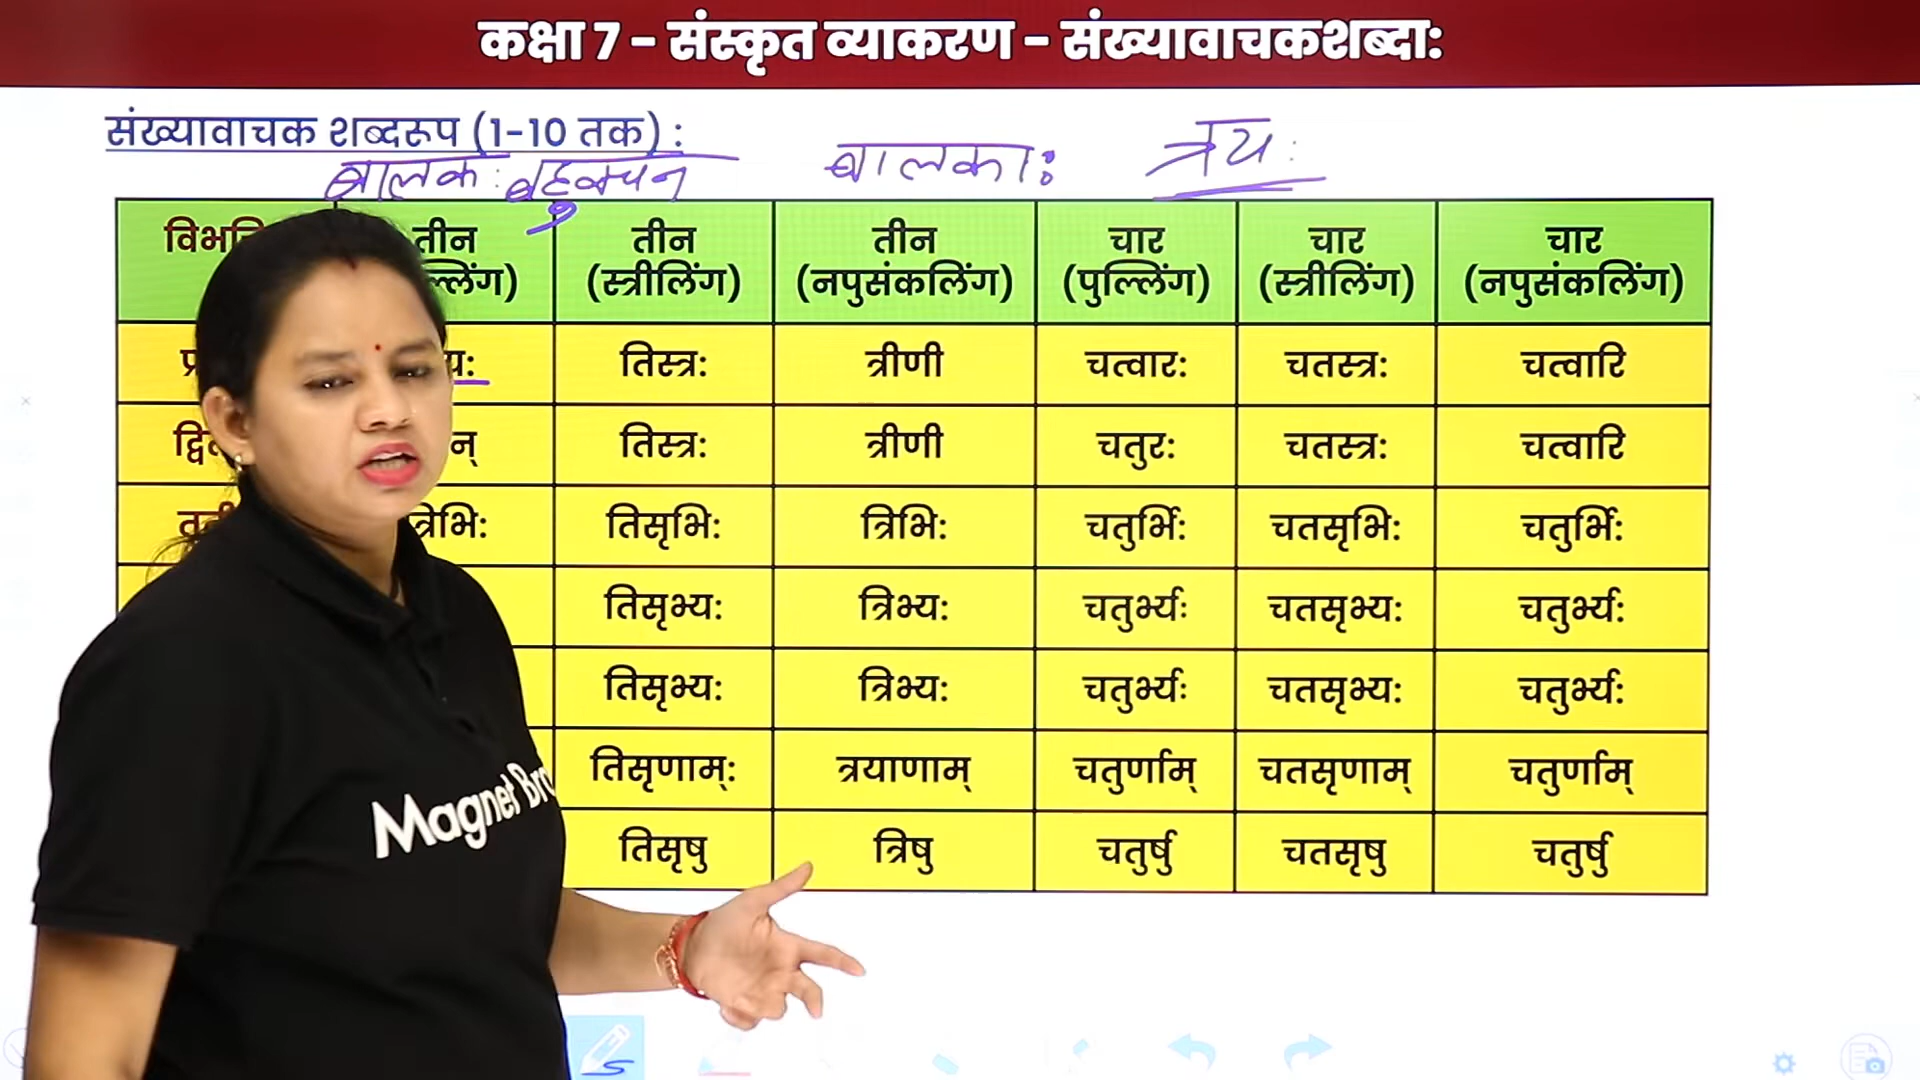 कक्षा 7 - संस्कृत व्याकरण - संख्यावाचकशब्दाः
संख्यावाचक शब्दरूप (1-10 तक) :
बालकः बहुवचन बालकाः त्रयः
तीन तीन तीन चार चार चार
(स्त्रीलिंग) (नपुसंकलिंग) (पुल्लिंग) (स्त्रीलिंग) (नपुसंकलिंग)
तिस्त्रः त्रीणी चत्वारः चतस्त्रः चत्वारि
तिस्त्रः त्रीणी चतुरः चतस्त्रः चत्वारि
त्रिभिः तिसृभिः त्रिभिः चतुर्भिः चतसृभिः चतुर्भिः
तिसृभ्यः त्रिभ्यः चतुर्भ्यः चतसृभ्यः चतुर्भ्यः
तिसृभ्यः त्रिभ्यः चतुर्भ्यः चतसृभ्यः चतुर्भ्यः
तिसृणाम्ः त्रयाणाम् चतुर्णाम् चतसृणाम् चतुर्णाम्
तिसृषु त्रिषु चतुर्षु चतसृषु चतुर्षु
Magnet Bro